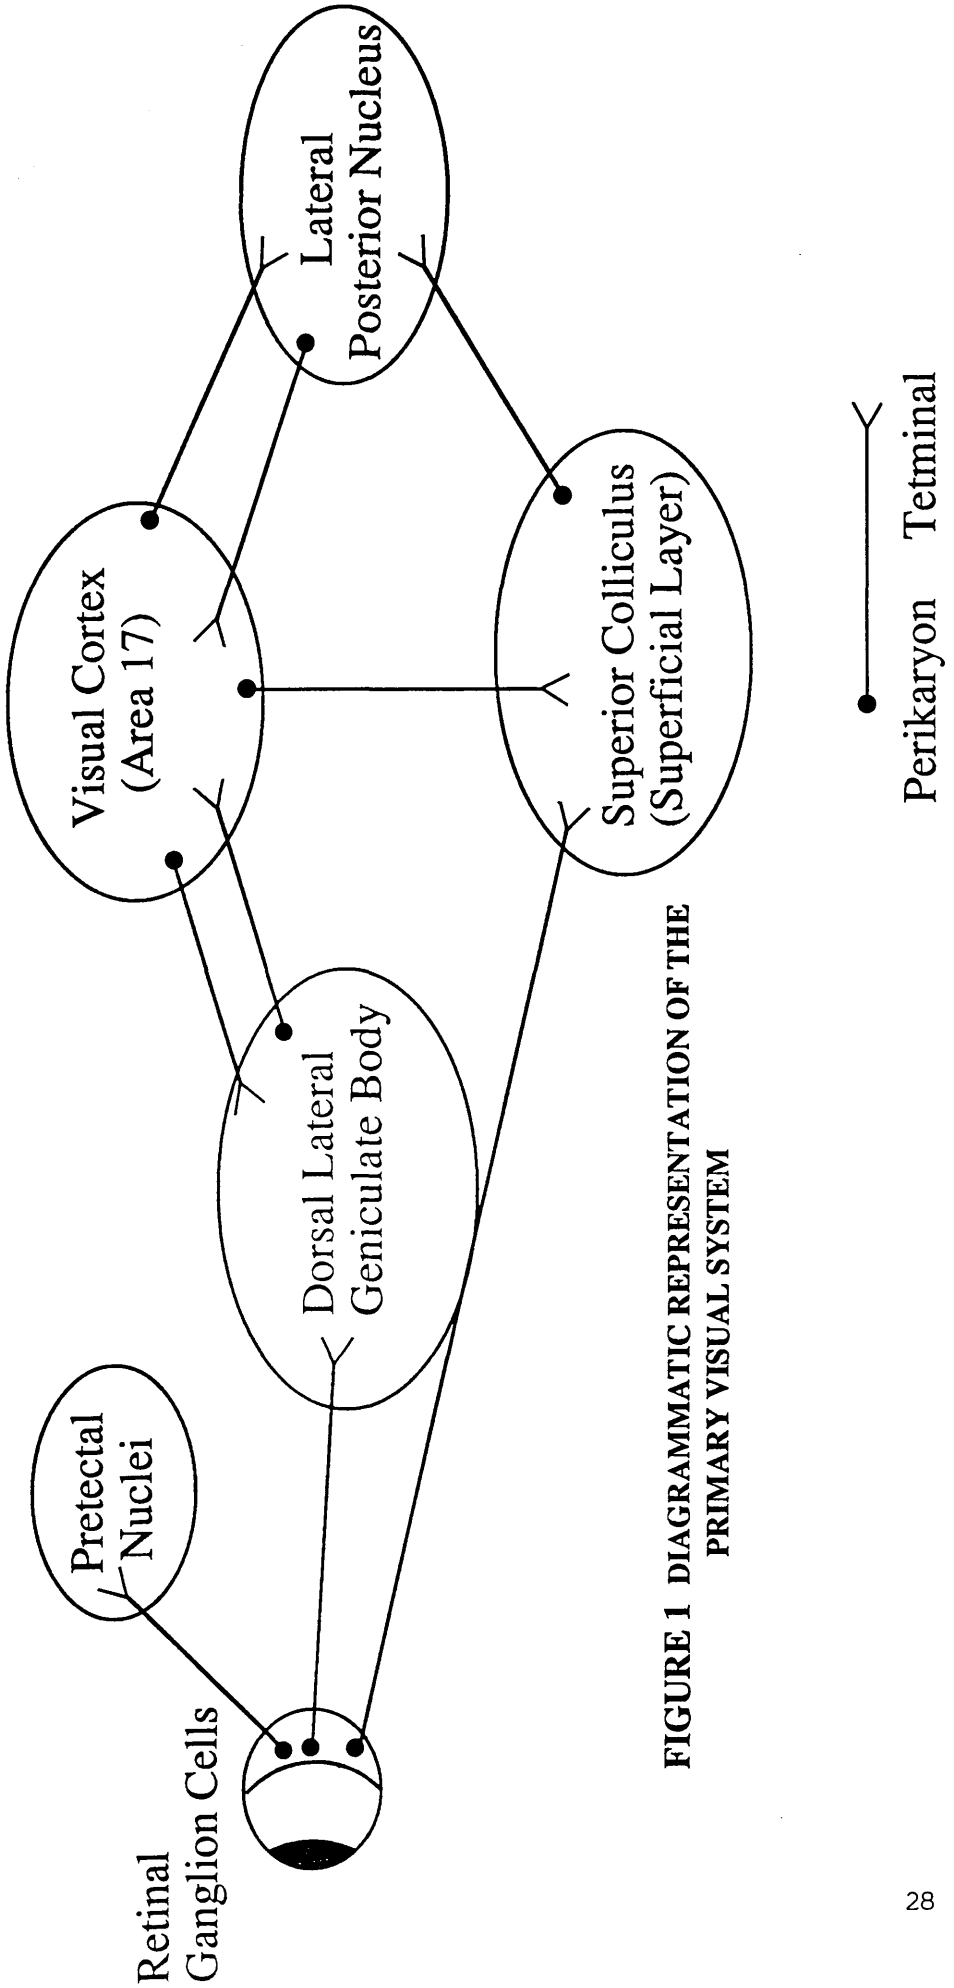 Retinal
Ganglion Cells
Pretectal
Nuclei
Dorsal Lateral
Geniculate Body
Visual Cortex
(Area 17)
Superior Colliculus
(Superficial Layer)
Lateral
Posterior Nucleus
Perikaryon Tetminal
FIGURE 1 DIAGRAMMATIC REPRESENTATION OF THE
PRIMARY VISUAL SYSTEM
28